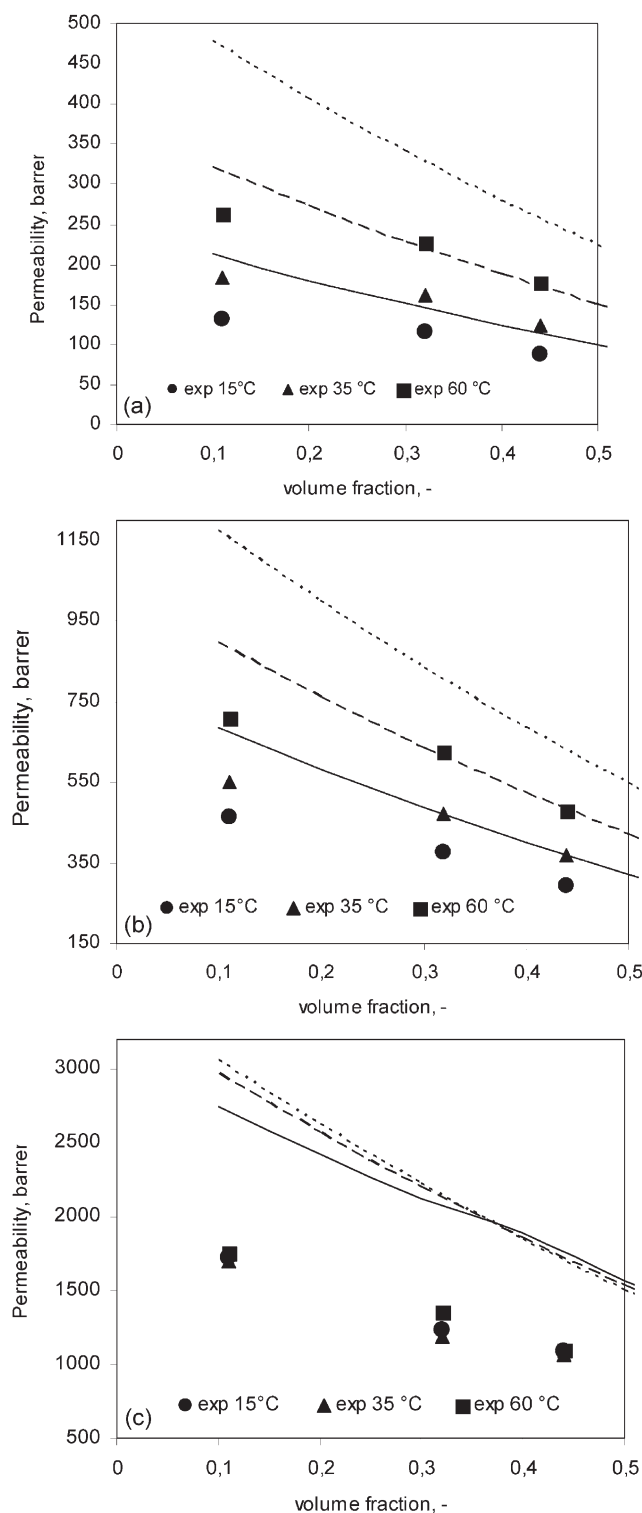 500
450
400
350
300
250
200
150
100
50
0
Permeability, barrer
exp 15°C exp 35 °C exp 60 °C
(a)
0 0,1 0,2 0,3 0,4 0,5
volume fraction, -
1150
950
750
550
350
150
Permeability, barrer
exp 15°C exp 35 °C exp 60 °C
(b)
0 0,1 0,2 0,3 0,4 0,5
volume fraction, -
3000
2500
2000
1500
1000
500
Permeability, barrer
exp 15°C exp 35 °C exp 60 °C
(c)
0 0,1 0,2 0,3 0,4 0,5
volume fraction, -